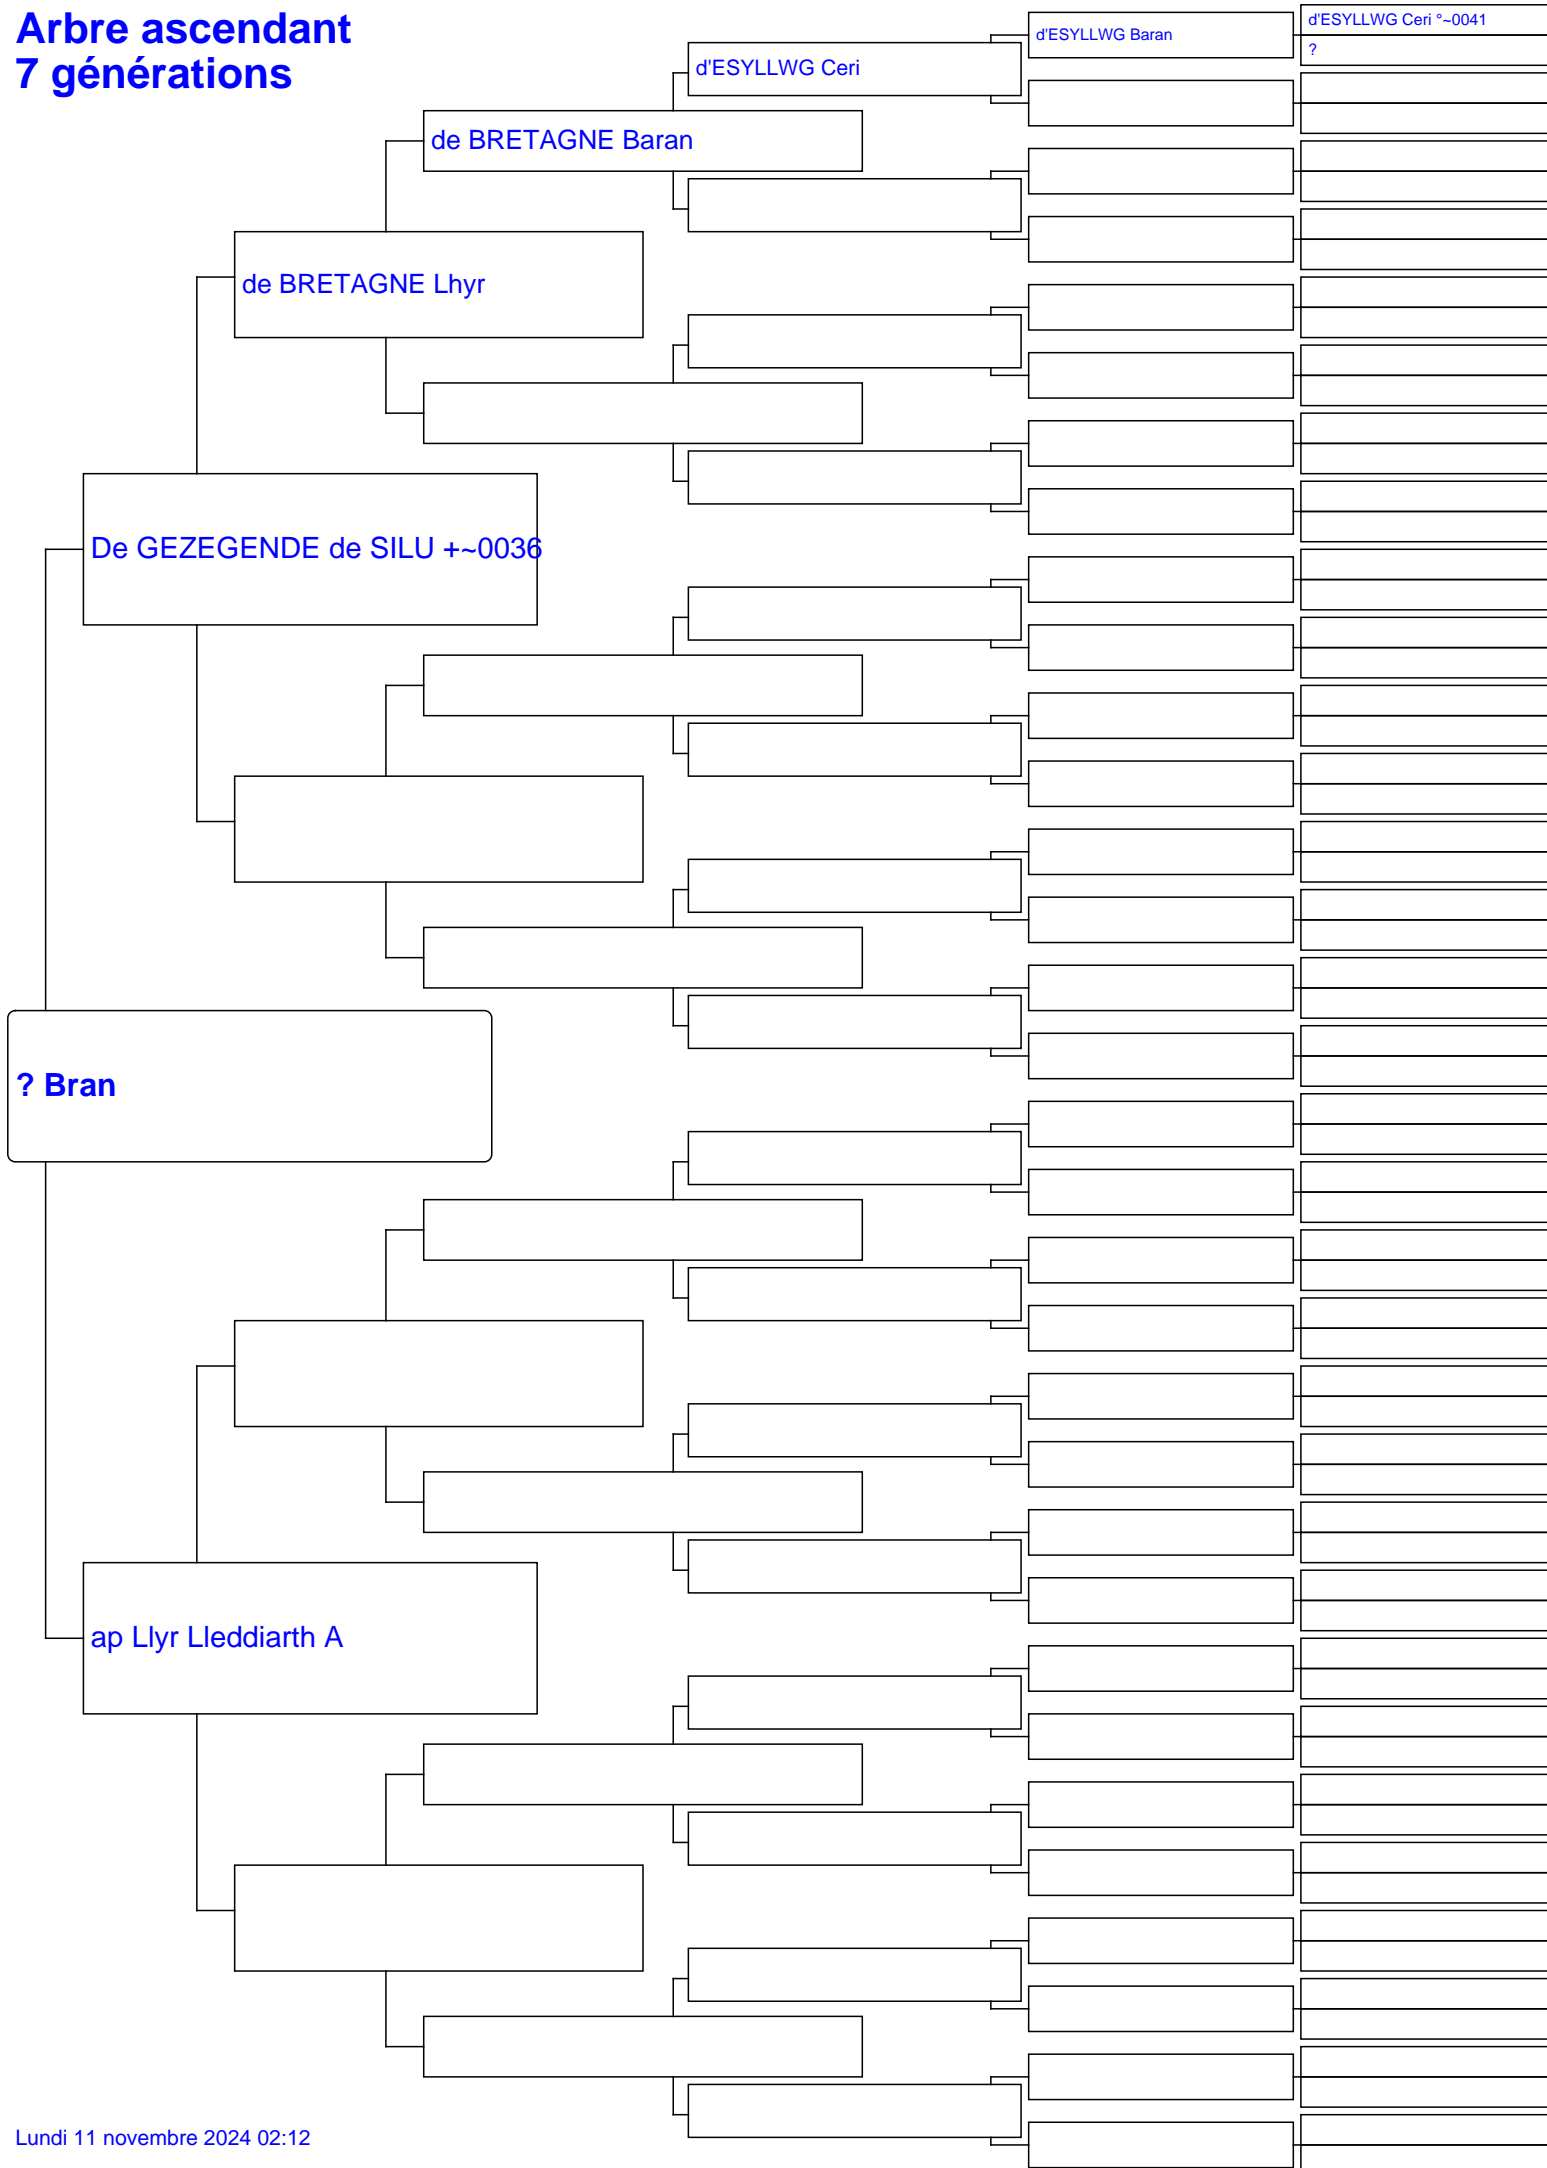 Arbre ascendant
7 générations
d'ESYLLWG Ceri °~0041
?
d'ESYLLWG Baran
d'ESYLLWG Ceri
de BRETAGNE Baran
de BRETAGNE Lhyr
De GEZEGENDE de SILU +~0036
? Bran
ap Llyr Lleddiarth A
Lundi 11 novembre 2024 02:12